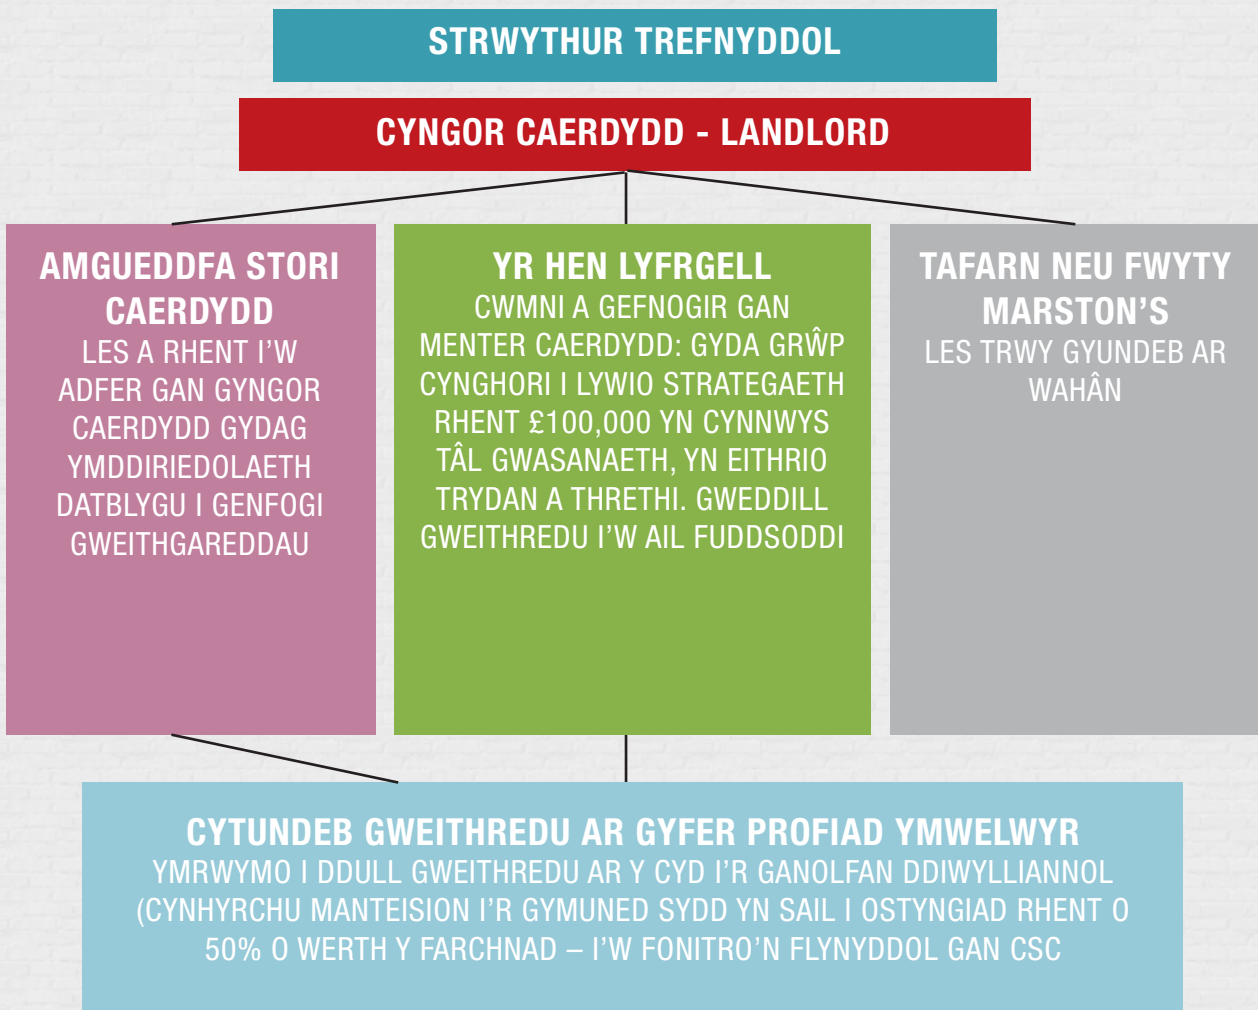 STRWYTHUR TREFNYDDOL
CYNGOR CAERDYDD - LANDLORD
AMGUEDDFA STORI
CAERDYDD
LES A RHENT I'W
ADFER GAN GYNGOR
CAERDYDD GYDAG
YMDDIRIEDOLAETH
DATBLYGU I GENFOGI
GWEITHGAREDDAU
YR HEN LYFRGELL
CWMNI A GEFNOGIR GAN
MENTER CAERDYDD: GYDA GRŴP
CYNGHORI I LYWIO STRATEGAETH
RHENT £100,000 YN CYNNWYS
TÂL GWASANAETH, YN EITHRIO
TRYDAN A THRETHI. GWEDDILL
GWEITHREDU I'W AIL FUDDSODDI
TAFARN NEU FWYTY
MARSTON'S
LES TRWY GYUNDEB AR
WAHÂN
CYTUNDEB GWEITHREDU AR GYFER PROFIAD YMWELWYR
YMRWYMO I DDULL GWEITHREDU AR Y CYD I'R GANOLFAN DDIWYLLIANNOL
(CYNHYRCHU MANTEISION I'R GYMUNED SYDD YN SAIL I OSTYNGIAD RHENT O
50% O WERTH Y FARCHNAD – I'W FONITRO'N FLYNYDDOL GAN CSC